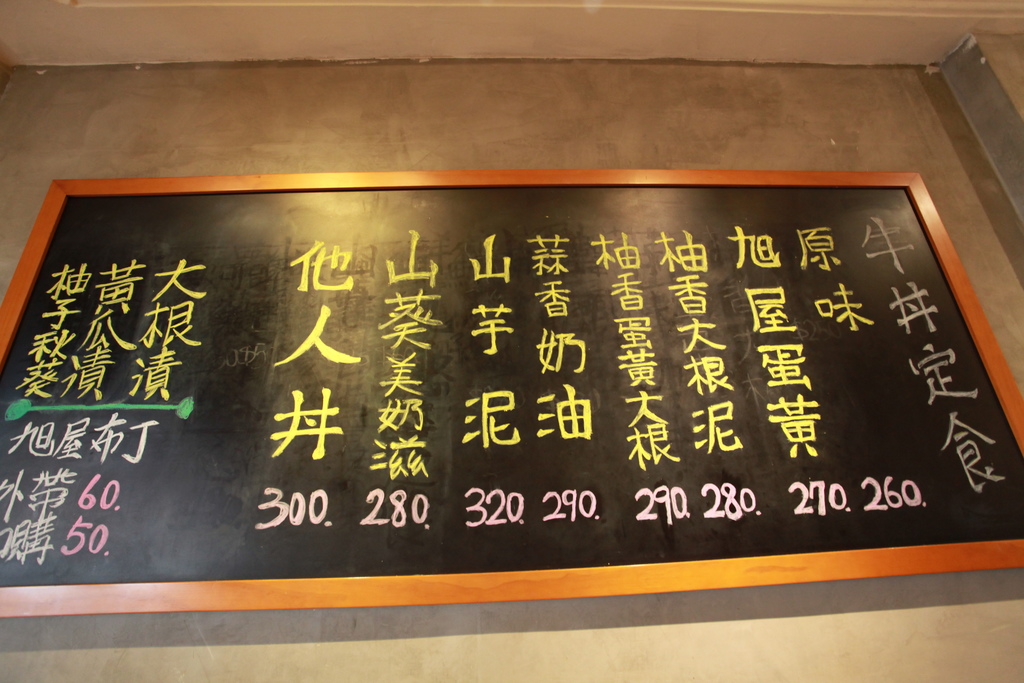 牛丼定食
原味 260.
旭屋蛋黃 270.
柚香大根泥 280.
柚香蛋黃大根 290.
蒜香奶油 290.
山芋泥 320.
山葵美奶滋 280.
他人丼 300.
大根漬
黃瓜漬
柚子秋葵
旭屋布丁
外帶 60.
購 50.